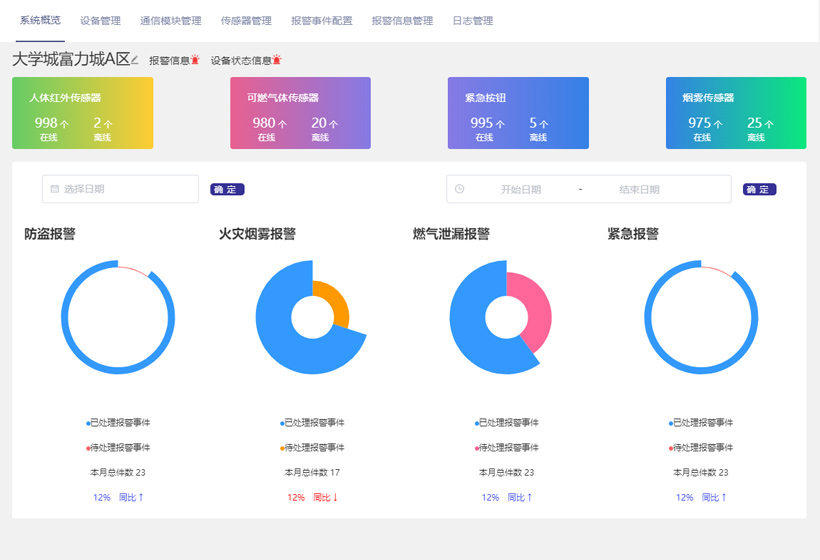 系统概览 设备管理 通信模块管理 传感器管理 报警事件配置 报警信息管理 日志管理
大学城富力城A区 报警信息 设备状态信息
人体红外传感器 可燃气体传感器 紧急按钮 烟雾传感器
998个 2个 980个 20个 995个 5个 975个 25个
在线 离线 在线 离线 在线 离线 在线 离线
选择日期 确定 开始日期 - 结束日期 确定
防盗报警 火灾烟雾报警 燃气泄漏报警 紧急报警
已处理报警事件 已处理报警事件 已处理报警事件 已处理报警事件
待处理报警事件 待处理报警事件 待处理报警事件 待处理报警事件
本月总件数 23 本月总件数 17 本月总件数 23 本月总件数 23
12% 同比↑ 12% 同比↓ 12% 同比↑ 12% 同比↑